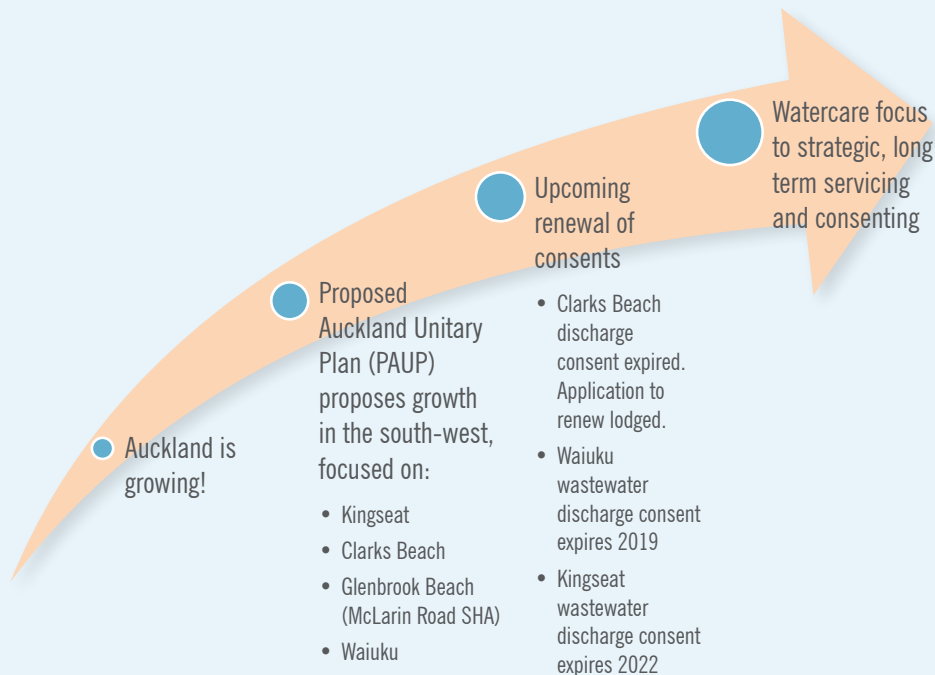 Auckland is
growing!
Proposed
Auckland Unitary
Plan (PAUP)
proposes growth
in the south-west,
focused on:
• Kingseat
• Clarks Beach
• Glenbrook Beach
(McLarin Road SHA)
• Waiuku
Upcoming
renewal of
consents
• Clarks Beach
discharge
consent expired.
Application to
renew lodged.
• Waiuku
wastewater
discharge consent
expires 2019
• Kingseat
wastewater
discharge consent
expires 2022
Watercare focus
to strategic, long
term servicing
and consenting